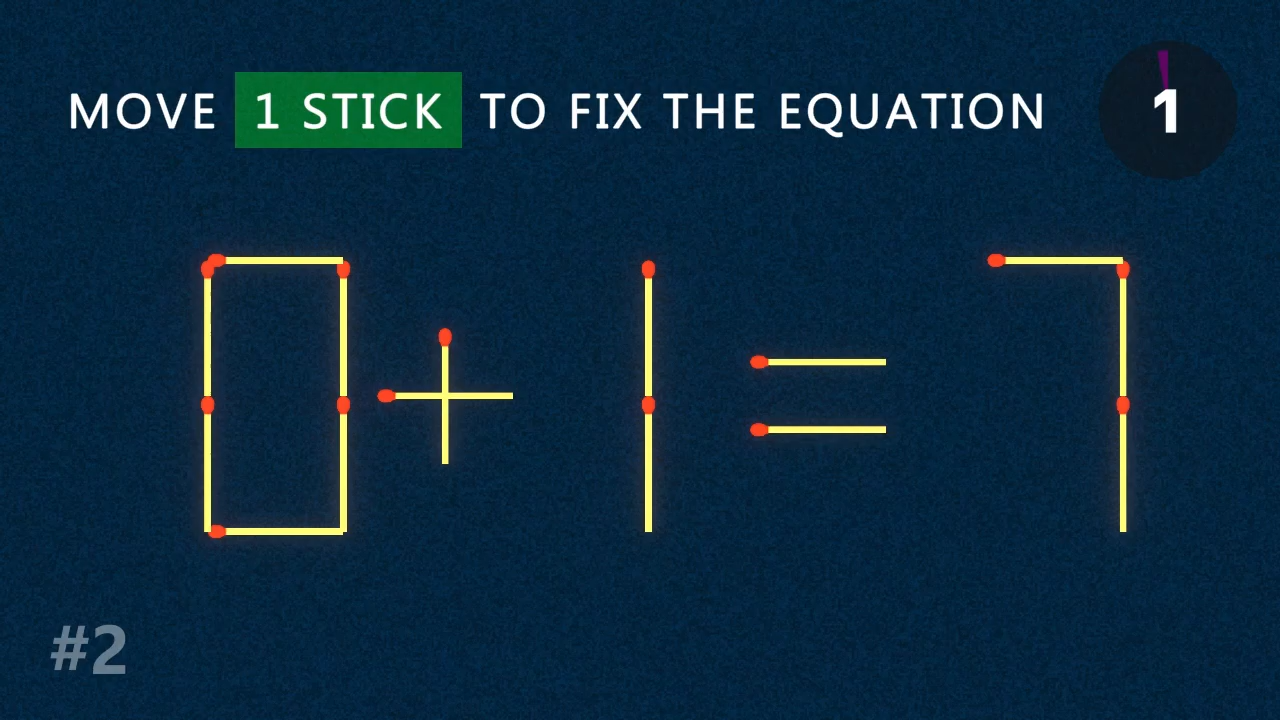 MOVE 1 STICK TO FIX THE EQUATION
1
0 + 1 = 7
#2